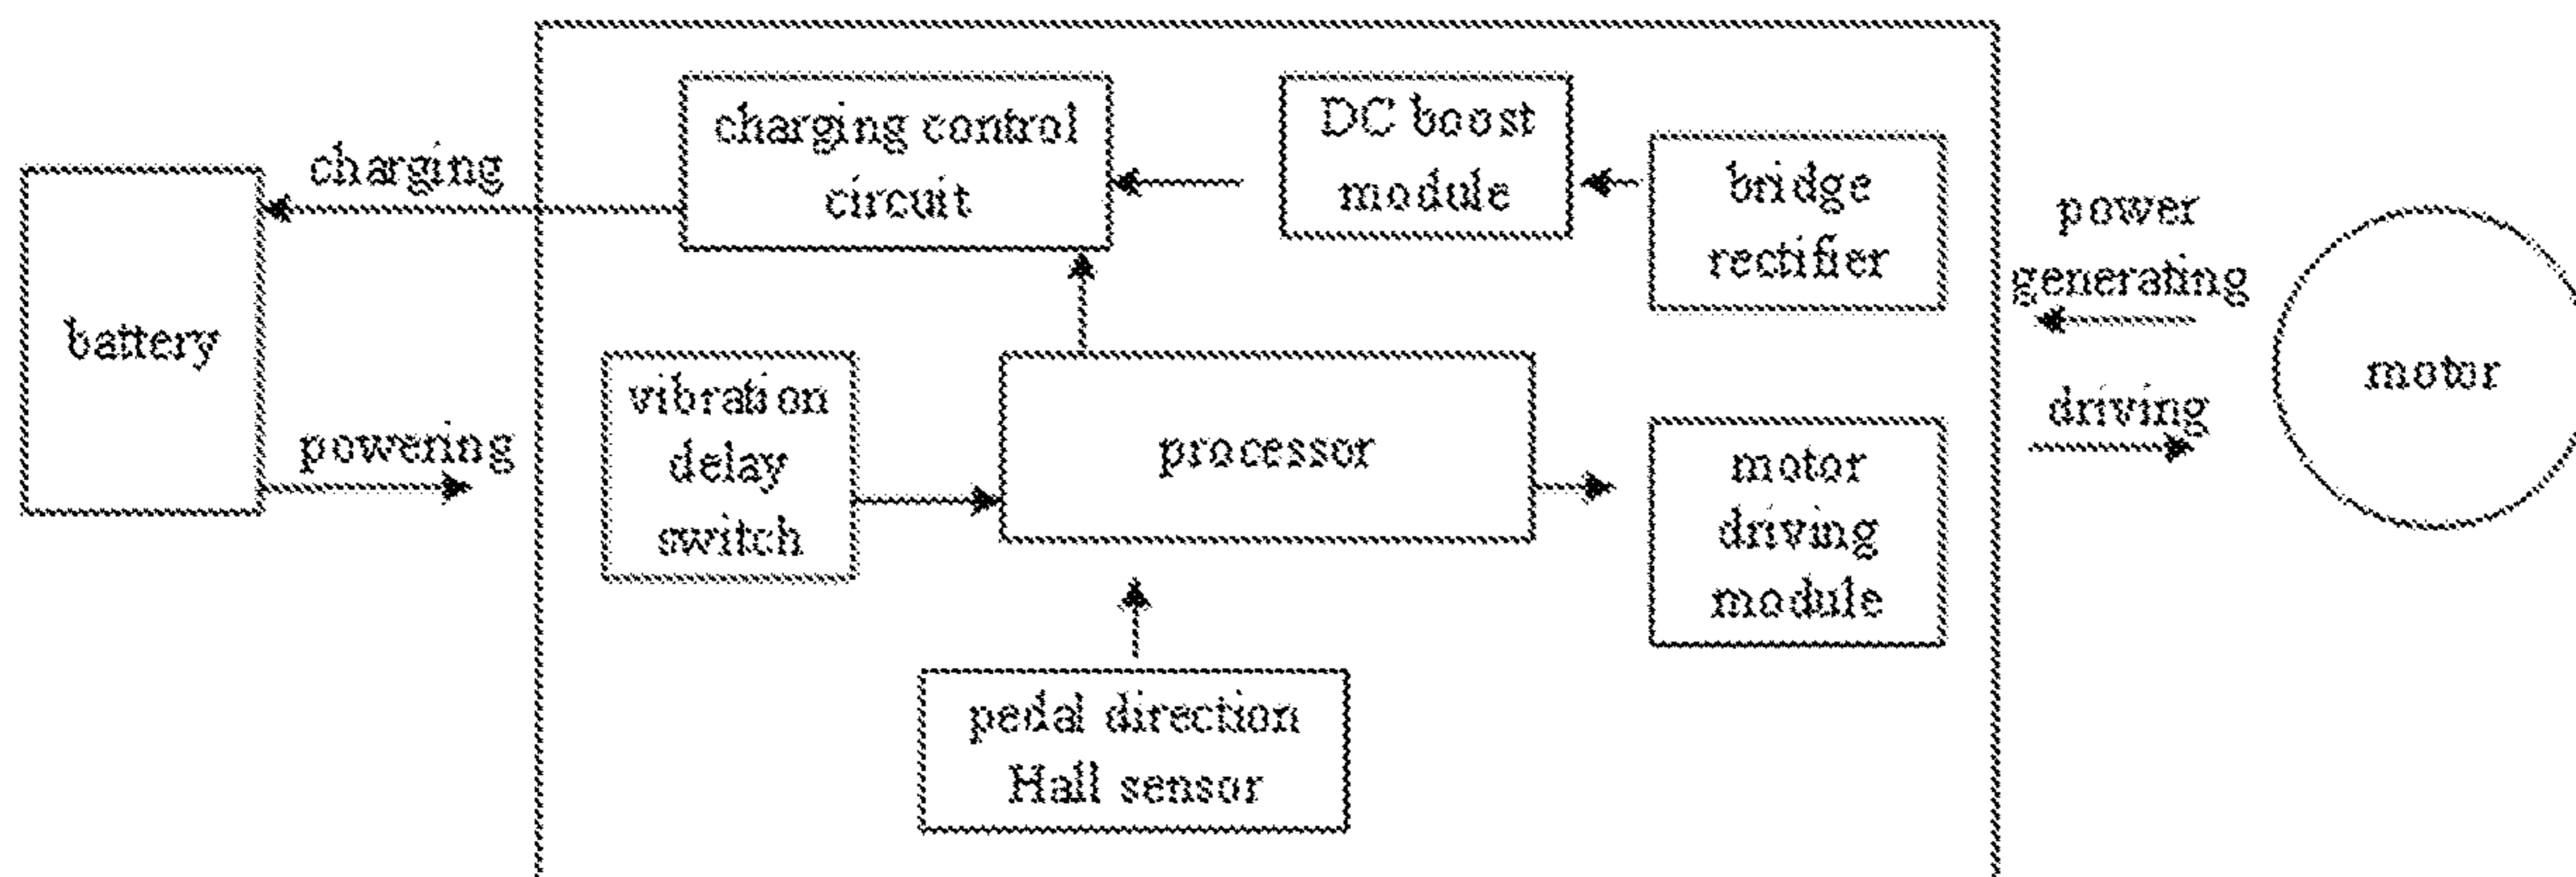 battery
charging
powering
charging control
circuit
DC boost
module
bridge
rectifier
vibration
delay
switch
processor
motor
driving
module
pedal direction
Hall sensor
power
generating
driving
motor